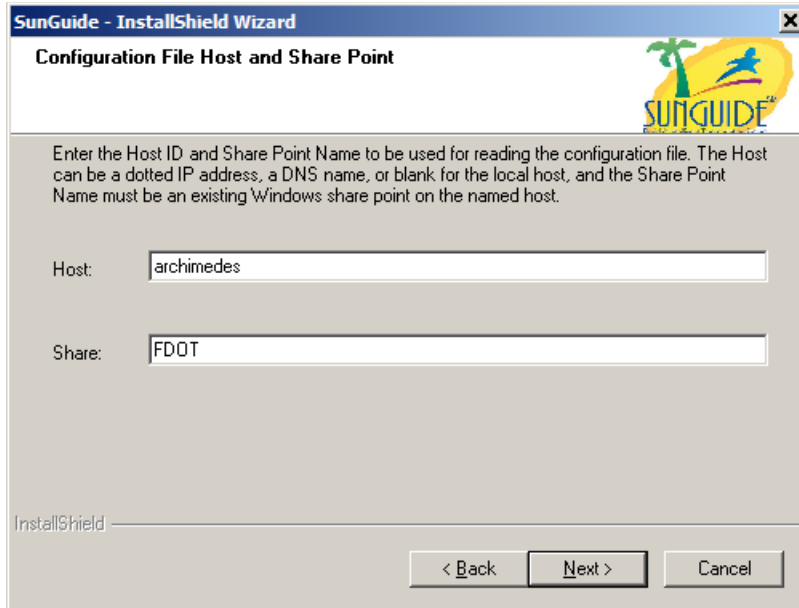 SunGuide - InstallShield Wizard
Configuration File Host and Share Point
SUNGUIDE
SM
Enter the Host ID and Share Point Name to be used for reading the configuration file. The Host
can be a dotted IP address, a DNS name, or blank for the local host, and the Share Point
Name must be an existing Windows share point on the named host.
Host:
archimedes
Share:
FDOT
InstallShield
< Back
Next >
Cancel